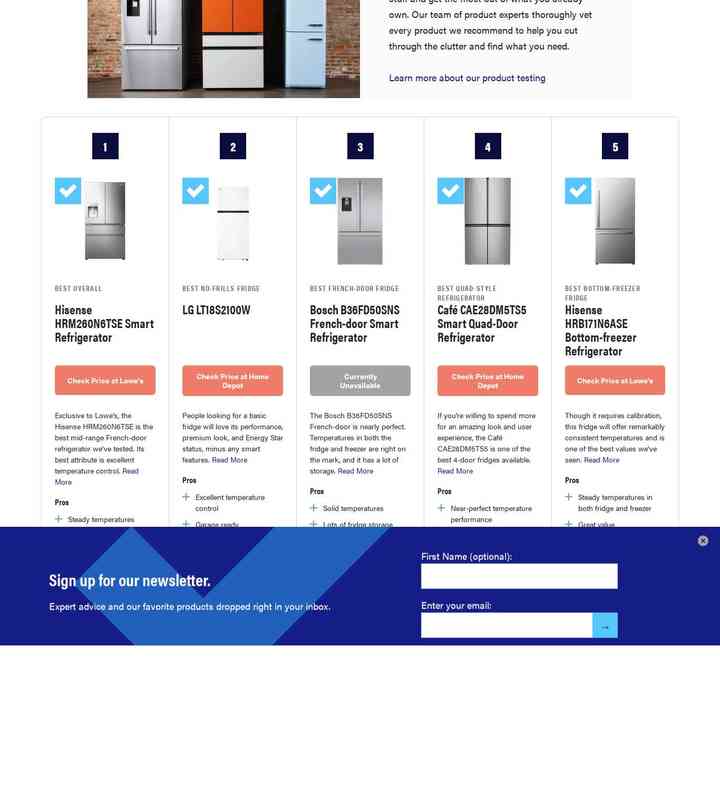 own. Our team of product experts thoroughly vet
every product we recommend to help you cut
through the clutter and find what you need.
Learn more about our product testing
1
BEST OVERALL
Hisense
HRM260N6TSE Smart
Refrigerator
Check Price at Lowe's
Exclusive to Lowe's, the
Hisense HRM260N6TSE is the
best mid-range French-door
refrigerator we've tested. Its
best attribute is excellent
temperature control. Read
More
Pros
Steady temperatures
2
BEST NO-FRILLS FRIDGE
LG LT18S2100W
Check Price at Home
Depot
People looking for a basic
fridge will love its performance,
premium look, and Energy Star
status, minus any smart
features. Read More
Pros
Excellent temperature
control
Garage ready
3
BEST FRENCH-DOOR FRIDGE
Bosch B36FD50SNS
French-door Smart
Refrigerator
Currently
Unavailable
The Bosch B36FD50SNS
French-door is nearly perfect.
Temperatures in both the
fridge and freezer are right on
the mark, and it has a lot of
storage. Read More
Pros
Solid temperatures
Lots of fridge storage
4
BEST QUAD-STYLE
REFRIGERATOR
Café CAE28DM5TS5
Smart Quad-Door
Refrigerator
Check Price at Home
Depot
If you're willing to spend more
for an amazing look and user
experience, the Café
CAE28DM5TS5 is one of the
best 4-door fridges available.
Read More
Pros
Near-perfect temperature
performance
5
BEST BOTTOM-FREEZER
FRIDGE
Hisense
HRB171N6ASE
Bottom-freezer
Refrigerator
Check Price at Lowe's
Though it requires calibration,
this fridge will offer remarkably
consistent temperatures and is
one of the best values we've
seen. Read More
Pros
Steady temperatures in
both fridge and freezer
Great value
Sign up for our newsletter.
Expert advice and our favorite products dropped right in your inbox.
First Name (optional):
Enter your email:
→